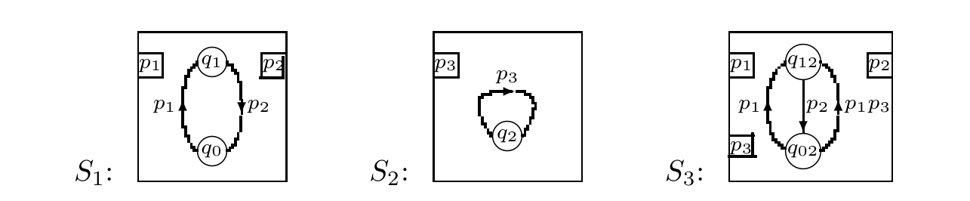 p₁ q₁ p₂ p₃ p₁ q₁₂ p₂
p₃
p₁ p₂ p₁ p₂ p₁p₃
q₀ q₂ p₃ q₀₂
S₁: S₂: S₃: